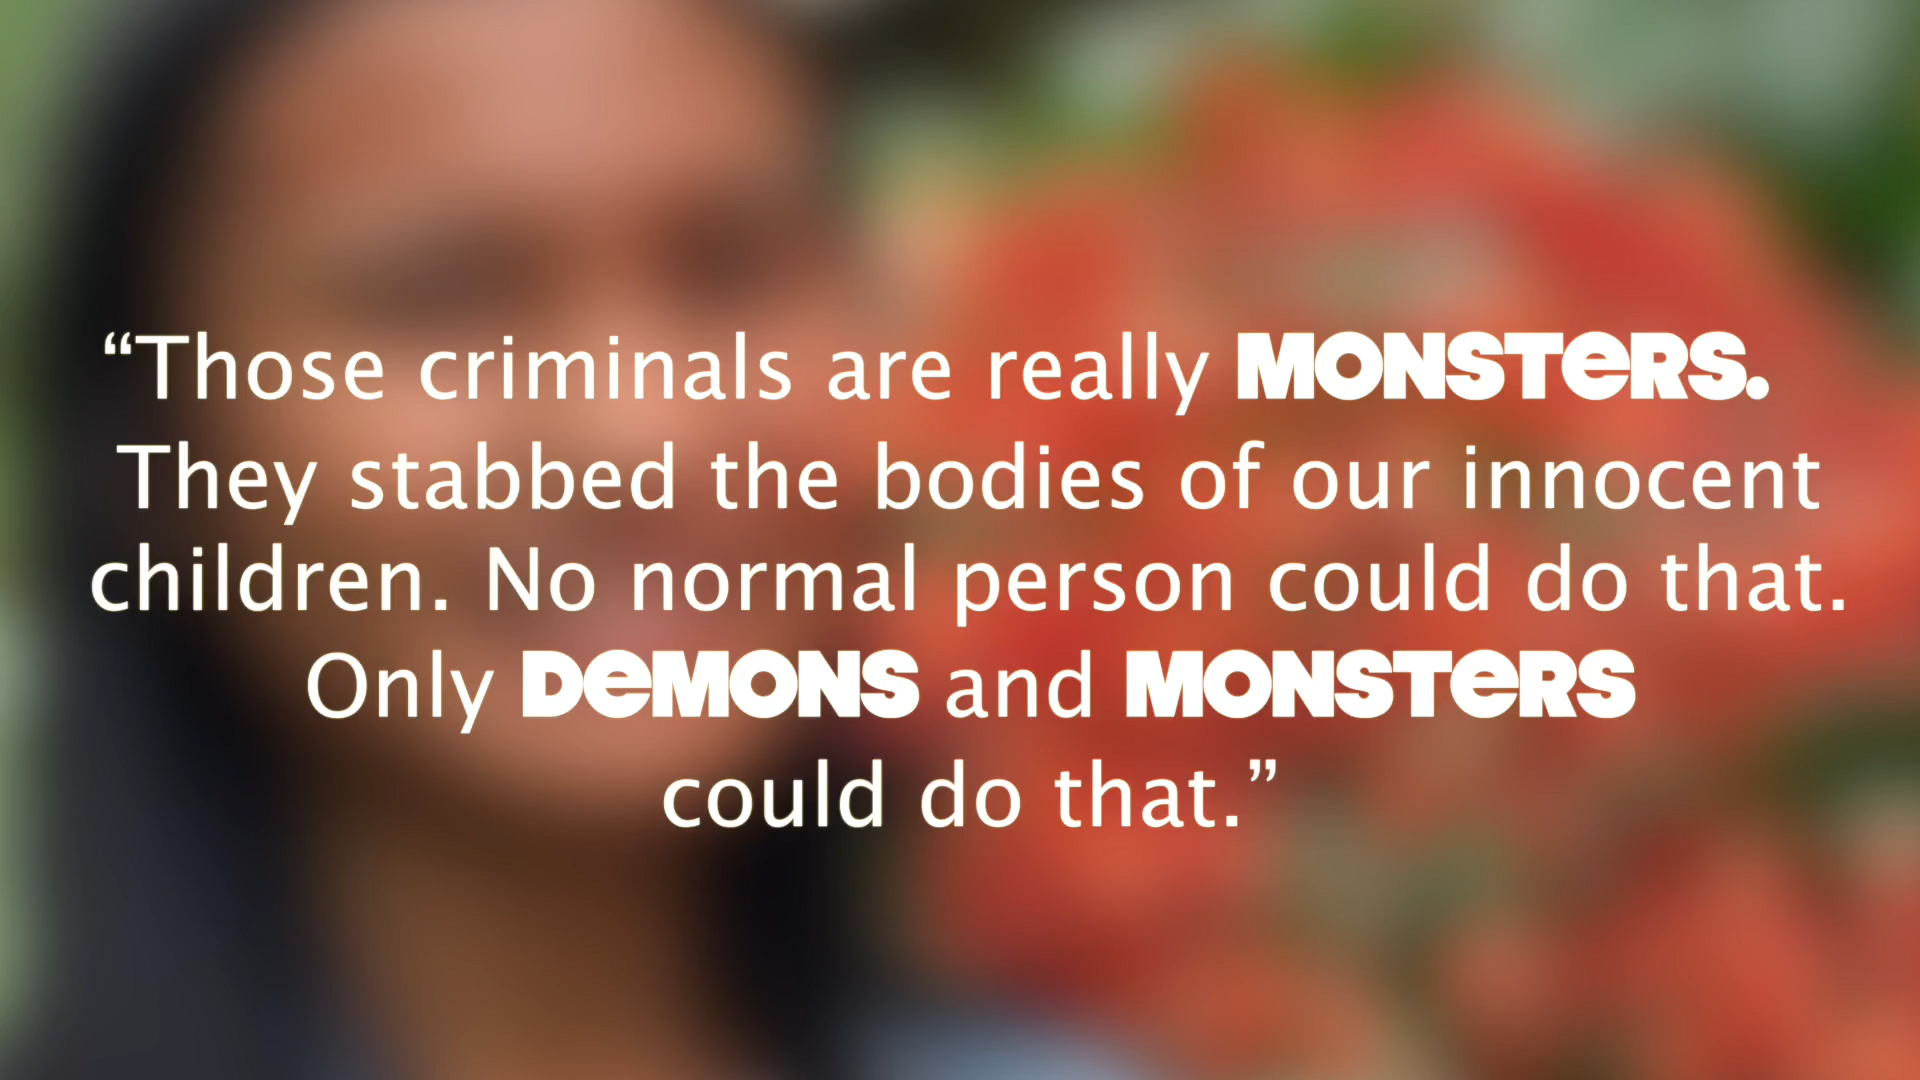 “Those criminals are really MONSTERS.
They stabbed the bodies of our innocent
children. No normal person could do that.
Only DEMONS and MONSTERS
could do that.”